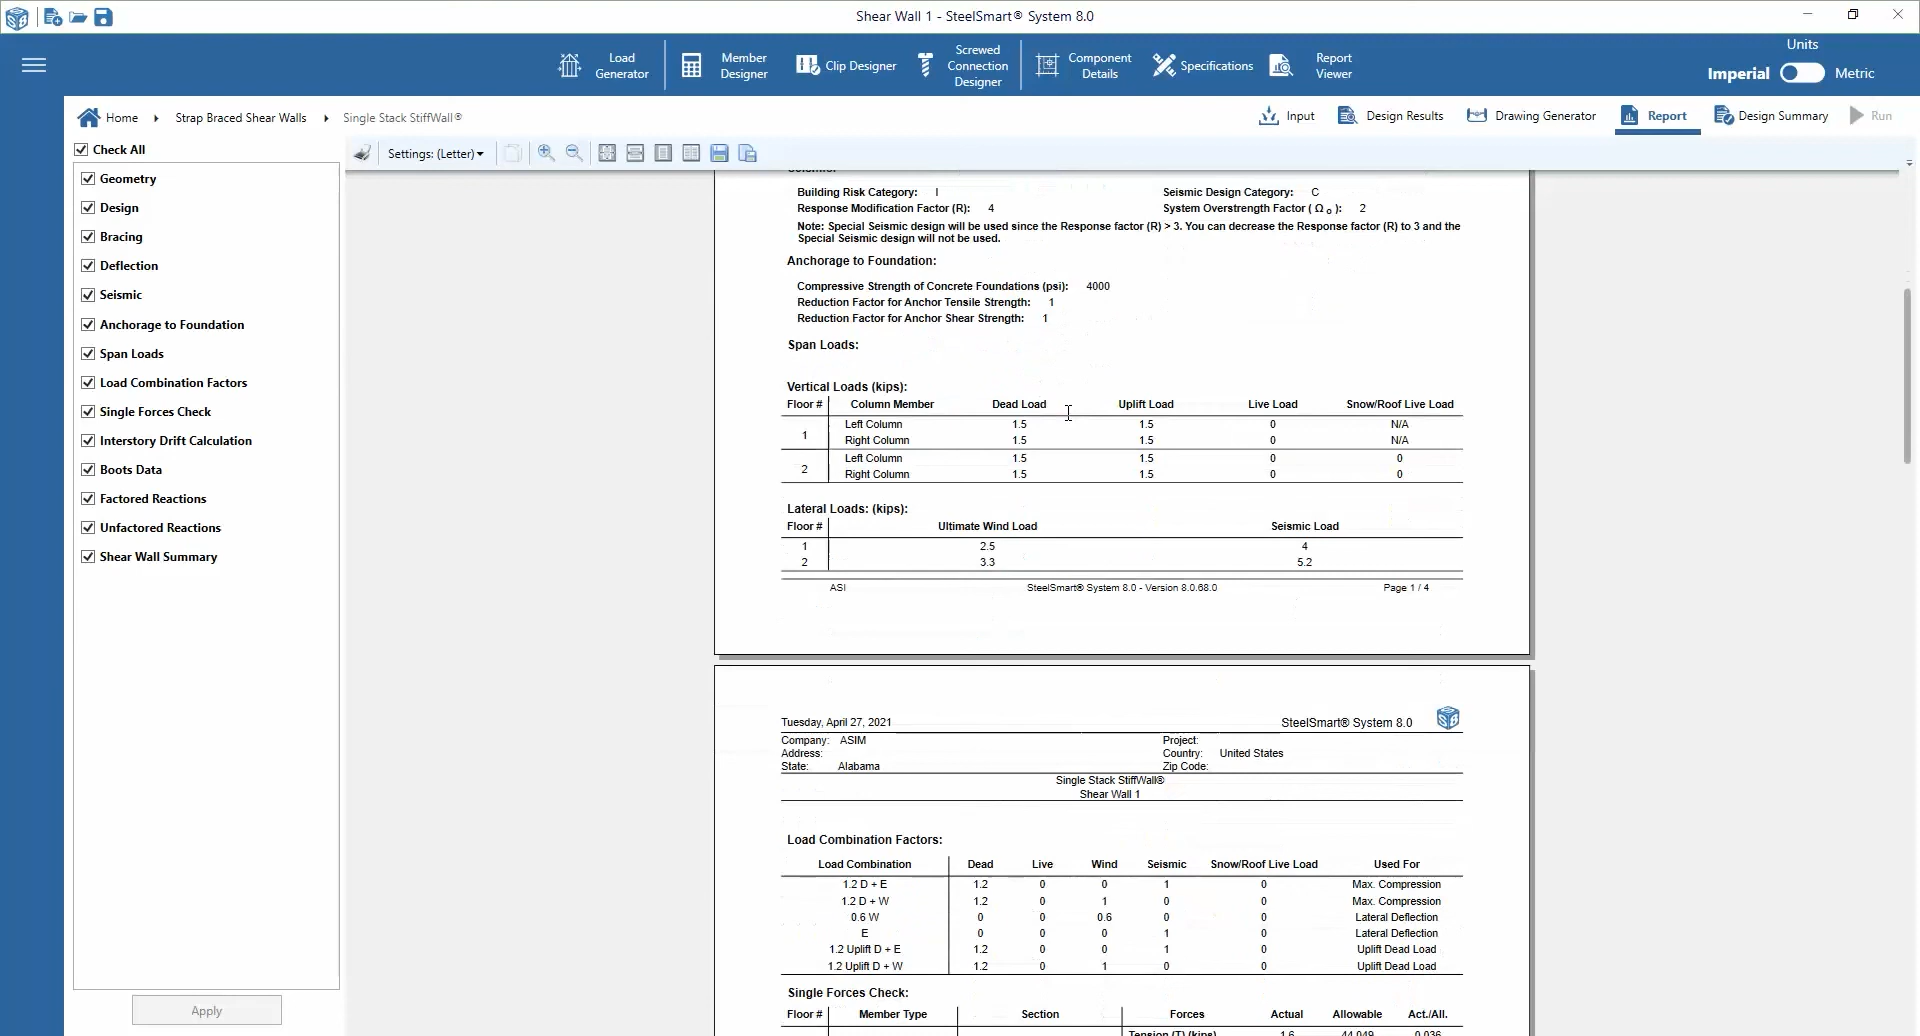 Shear Wall 1 - SteelSmart® System 8.0
Load Generator
Member Designer
Clip Designer
Screwed Connection Designer
Component Details
Specifications
Report Viewer
Units
Imperial Metric
Home Strap Braced Shear Walls Single Stack StiffWall®
Input Design Results Drawing Generator Report Design Summary Run
Check All
Settings: (Letter)
Geometry
Design
Bracing
Deflection
Seismic
Anchorage to Foundation
Span Loads
Load Combination Factors
Single Forces Check
Interstory Drift Calculation
Boots Data
Factored Reactions
Unfactored Reactions
Shear Wall Summary
Apply
Seismic:
Building Risk Category: I Seismic Design Category: C
Response Modification Factor (R): 4 System Overstrength Factor ( Ω o ): 2
Note: Special Seismic design will be used since the Response factor (R) > 3. You can decrease the Response factor (R) to 3 and the
Special Seismic design will not be used.
Anchorage to Foundation:
Compressive Strength of Concrete Foundations (psi): 4000
Reduction Factor for Anchor Tensile Strength: 1
Reduction Factor for Anchor Shear Strength: 1
Span Loads:
Vertical Loads (kips):
Floor # Column Member Dead Load Uplift Load Live Load Snow/Roof Live Load
1 Left Column 1.5 1.5 0 N/A
Right Column 1.5 1.5 0 N/A
2 Left Column 1.5 1.5 0 0
Right Column 1.5 1.5 0 0
Lateral Loads: (kips):
Floor # Ultimate Wind Load Seismic Load
1 2.5 4
2 3.3 5.2
ASI SteelSmart® System 8.0 - Version 8.0.68.0 Page 1 / 4
Tuesday, April 27, 2021 SteelSmart® System 8.0
Company: ASIM Project:
Address: Country: United States
State: Alabama Zip Code:
Single Stack StiffWall®
Shear Wall 1
Load Combination Factors:
Load Combination Dead Live Wind Seismic Snow/Roof Live Load Used For
1.2 D + E 1.2 0 0 1 0 Max. Compression
1.2 D + W 1.2 0 1 0 0 Max. Compression
0.6 W 0 0 0.6 0 0 Lateral Deflection
E 0 0 0 1 0 Lateral Deflection
1.2 Uplift D + E 1.2 0 0 1 0 Uplift Dead Load
1.2 Uplift D + W 1.2 0 1 0 0 Uplift Dead Load
Single Forces Check:
Floor # Member Type Section Forces Actual Allowable Act./All.
Tension (T) (kips) 1.6 44.049 0.036